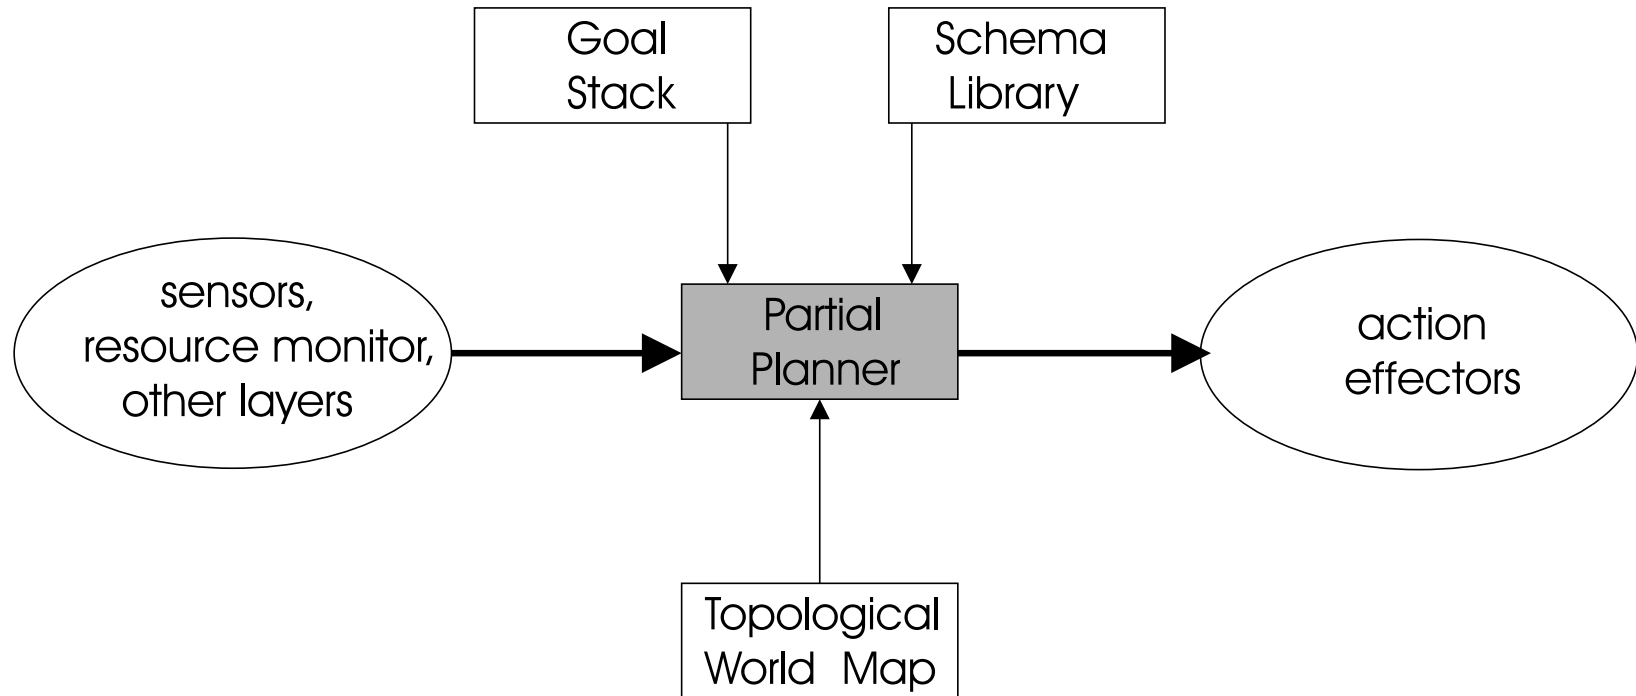 Goal
Stack
Schema
Library
sensors,
resource monitor,
other layers
Partial
Planner
action
effectors
Topological
World Map